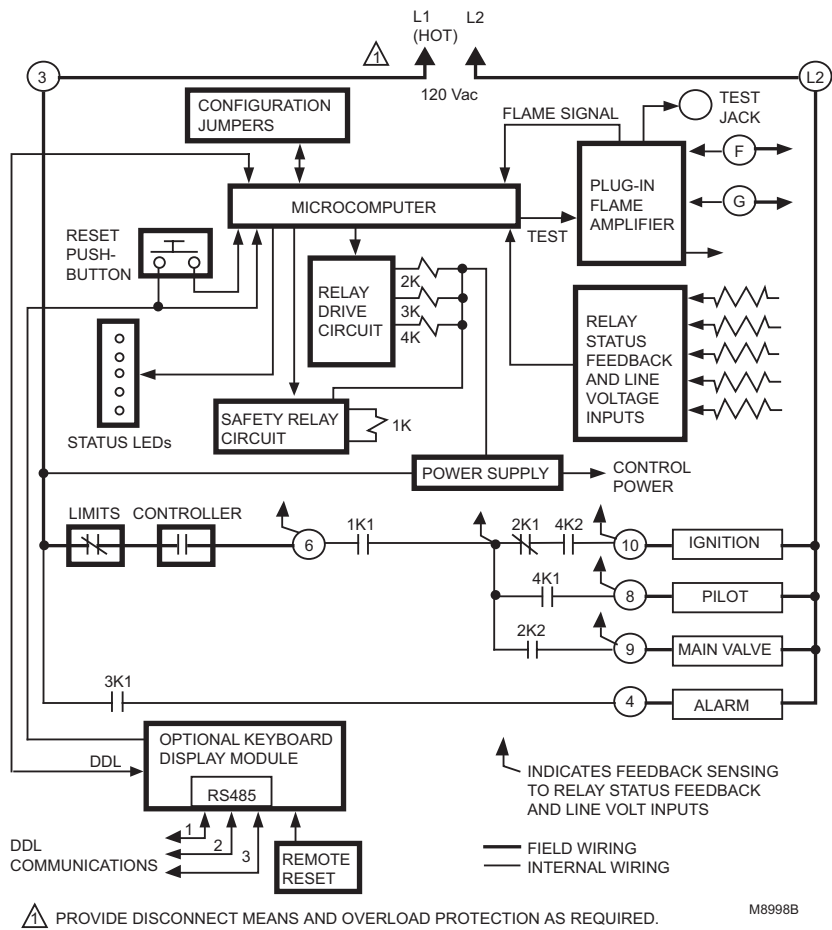 L1
(HOT)
L2
1
3
L2
120 Vac
CONFIGURATION
JUMPERS
FLAME SIGNAL
TEST
JACK
F
PLUG-IN
FLAME
AMPLIFIER
G
MICROCOMPUTER
TEST
RESET
PUSH-
BUTTON
RELAY
DRIVE
CIRCUIT
2K
3K
4K
RELAY
STATUS
FEEDBACK
AND LINE
VOLTAGE
INPUTS
STATUS LEDs
SAFETY RELAY
CIRCUIT
1K
POWER SUPPLY
CONTROL
POWER
LIMITS
CONTROLLER
6
1K1
2K1
4K2
10
IGNITION
4K1
8
PILOT
2K2
9
MAIN VALVE
3K1
4
ALARM
OPTIONAL KEYBOARD
DISPLAY MODULE
DDL
RS485
INDICATES FEEDBACK SENSING
TO RELAY STATUS FEEDBACK
AND LINE VOLT INPUTS
1
2
3
DDL
COMMUNICATIONS
REMOTE
RESET
FIELD WIRING
INTERNAL WIRING
1 PROVIDE DISCONNECT MEANS AND OVERLOAD PROTECTION AS REQUIRED.
M8998B